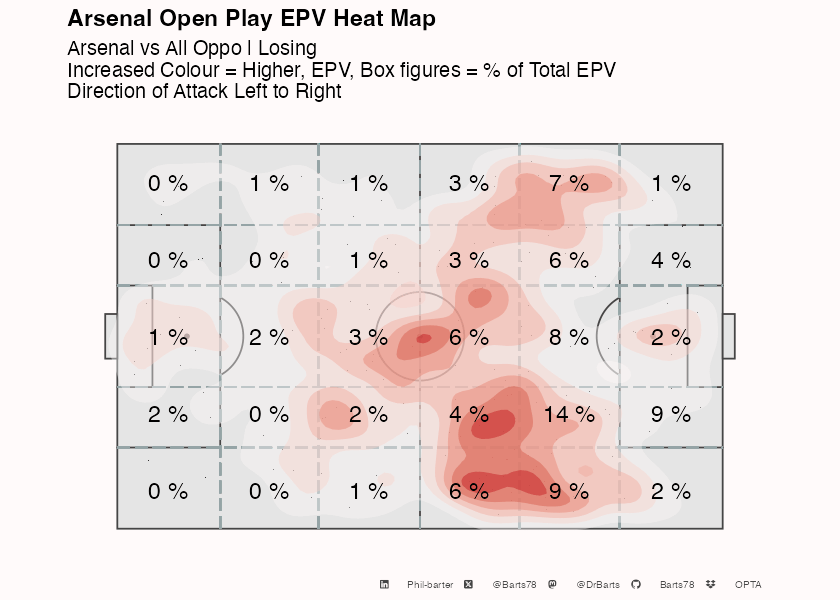 Arsenal Open Play EPV Heat Map
Arsenal vs All Oppo | Losing
Increased Colour = Higher, EPV, Box figures = % of Total EPV
Direction of Attack Left to Right
0 % 1 % 1 % 3 % 7 % 1 %
0 % 0 % 1 % 3 % 6 % 4 %
1 % 2 % 3 % 6 % 8 % 2 %
2 % 0 % 2 % 4 % 14 % 9 %
0 % 0 % 1 % 6 % 9 % 2 %
Phil-barter @Barts78 @DrBarts Barts78 OPTA